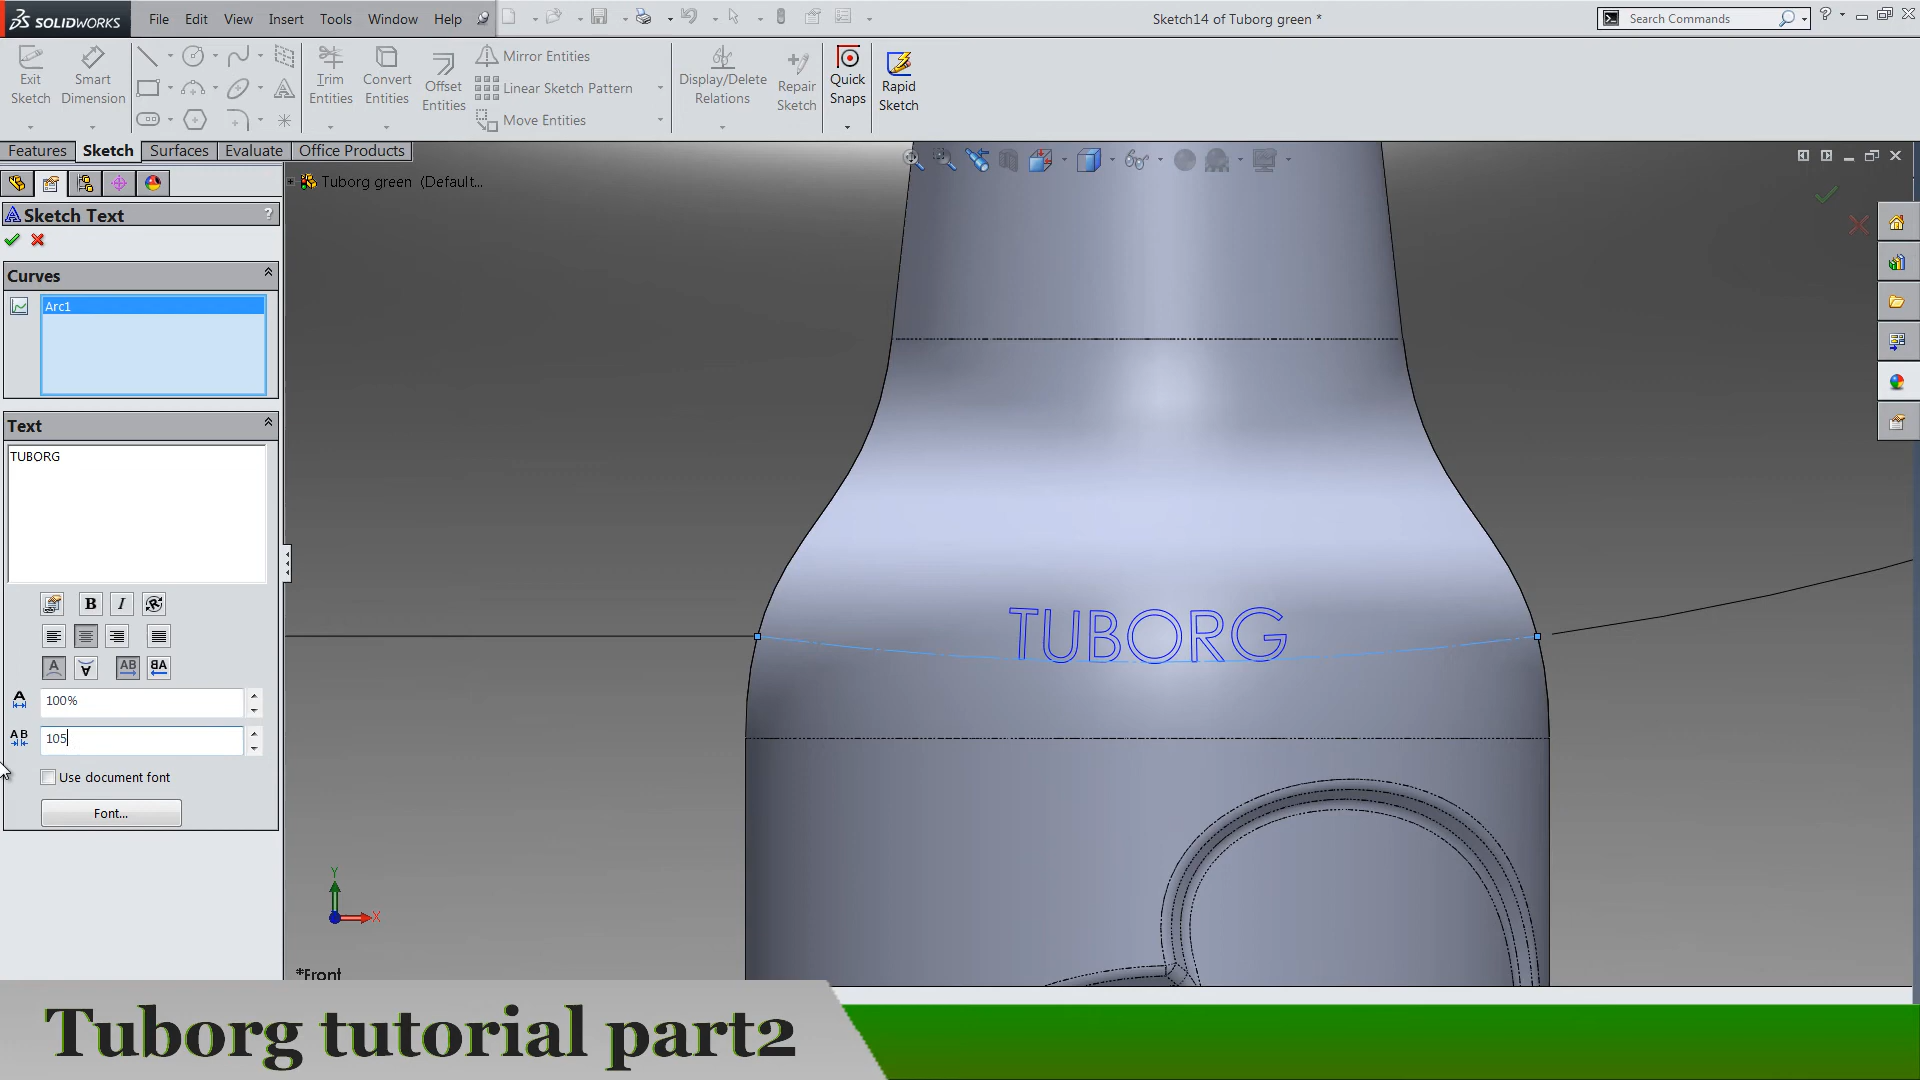 SOLIDWORKS
File Edit View Insert Tools Window Help
Sketch14 of Tuborg green *
Search Commands
Exit Sketch
Smart Dimension
Trim Entities
Convert Entities
Offset Entities
Mirror Entities
Linear Sketch Pattern
Move Entities
Display/Delete Relations
Repair Sketch
Quick Snaps
Rapid Sketch
Features Sketch Surfaces Evaluate Office Products
Tuborg green (Default...
Sketch Text
?
Curves
Arc1
Text
TUBORG
B I
100%
105
Use document font
Font...
TUBORG
Y
X
*Front
Tuborg tutorial part2